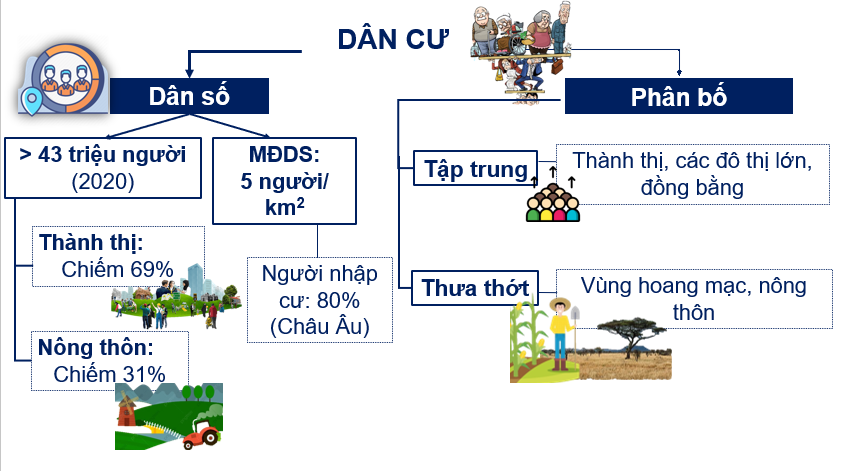 DÂN CƯ
Dân số
> 43 triệu người
(2020)
Thành thị:
Chiếm 69%
Nông thôn:
Chiếm 31%
MĐDS:
5 người/
km²
Người nhập
cư: 80%
(Châu Âu)
Phân bố
Tập trung
Thành thị, các đô thị lớn,
đồng bằng
Thưa thớt
Vùng hoang mạc, nông
thôn